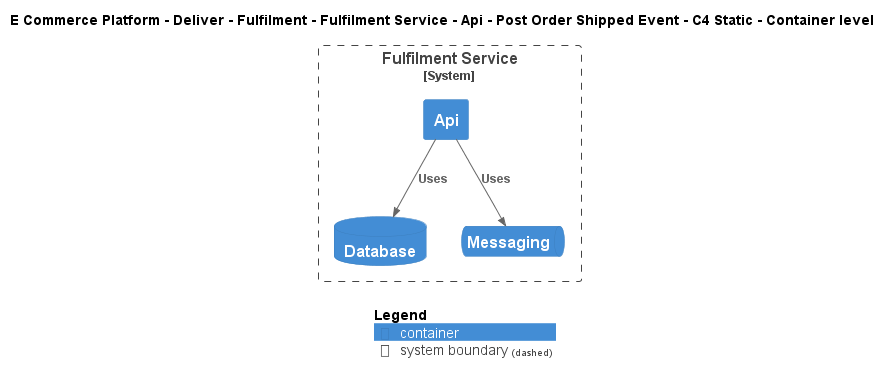 E Commerce Platform - Deliver - Fulfilment - Fulfilment Service - Api - Post Order Shipped Event - C4 Static - Container level
Fulfilment Service
[System]
Api
Uses
Uses
Database
Messaging
Legend
container
system boundary (dashed)